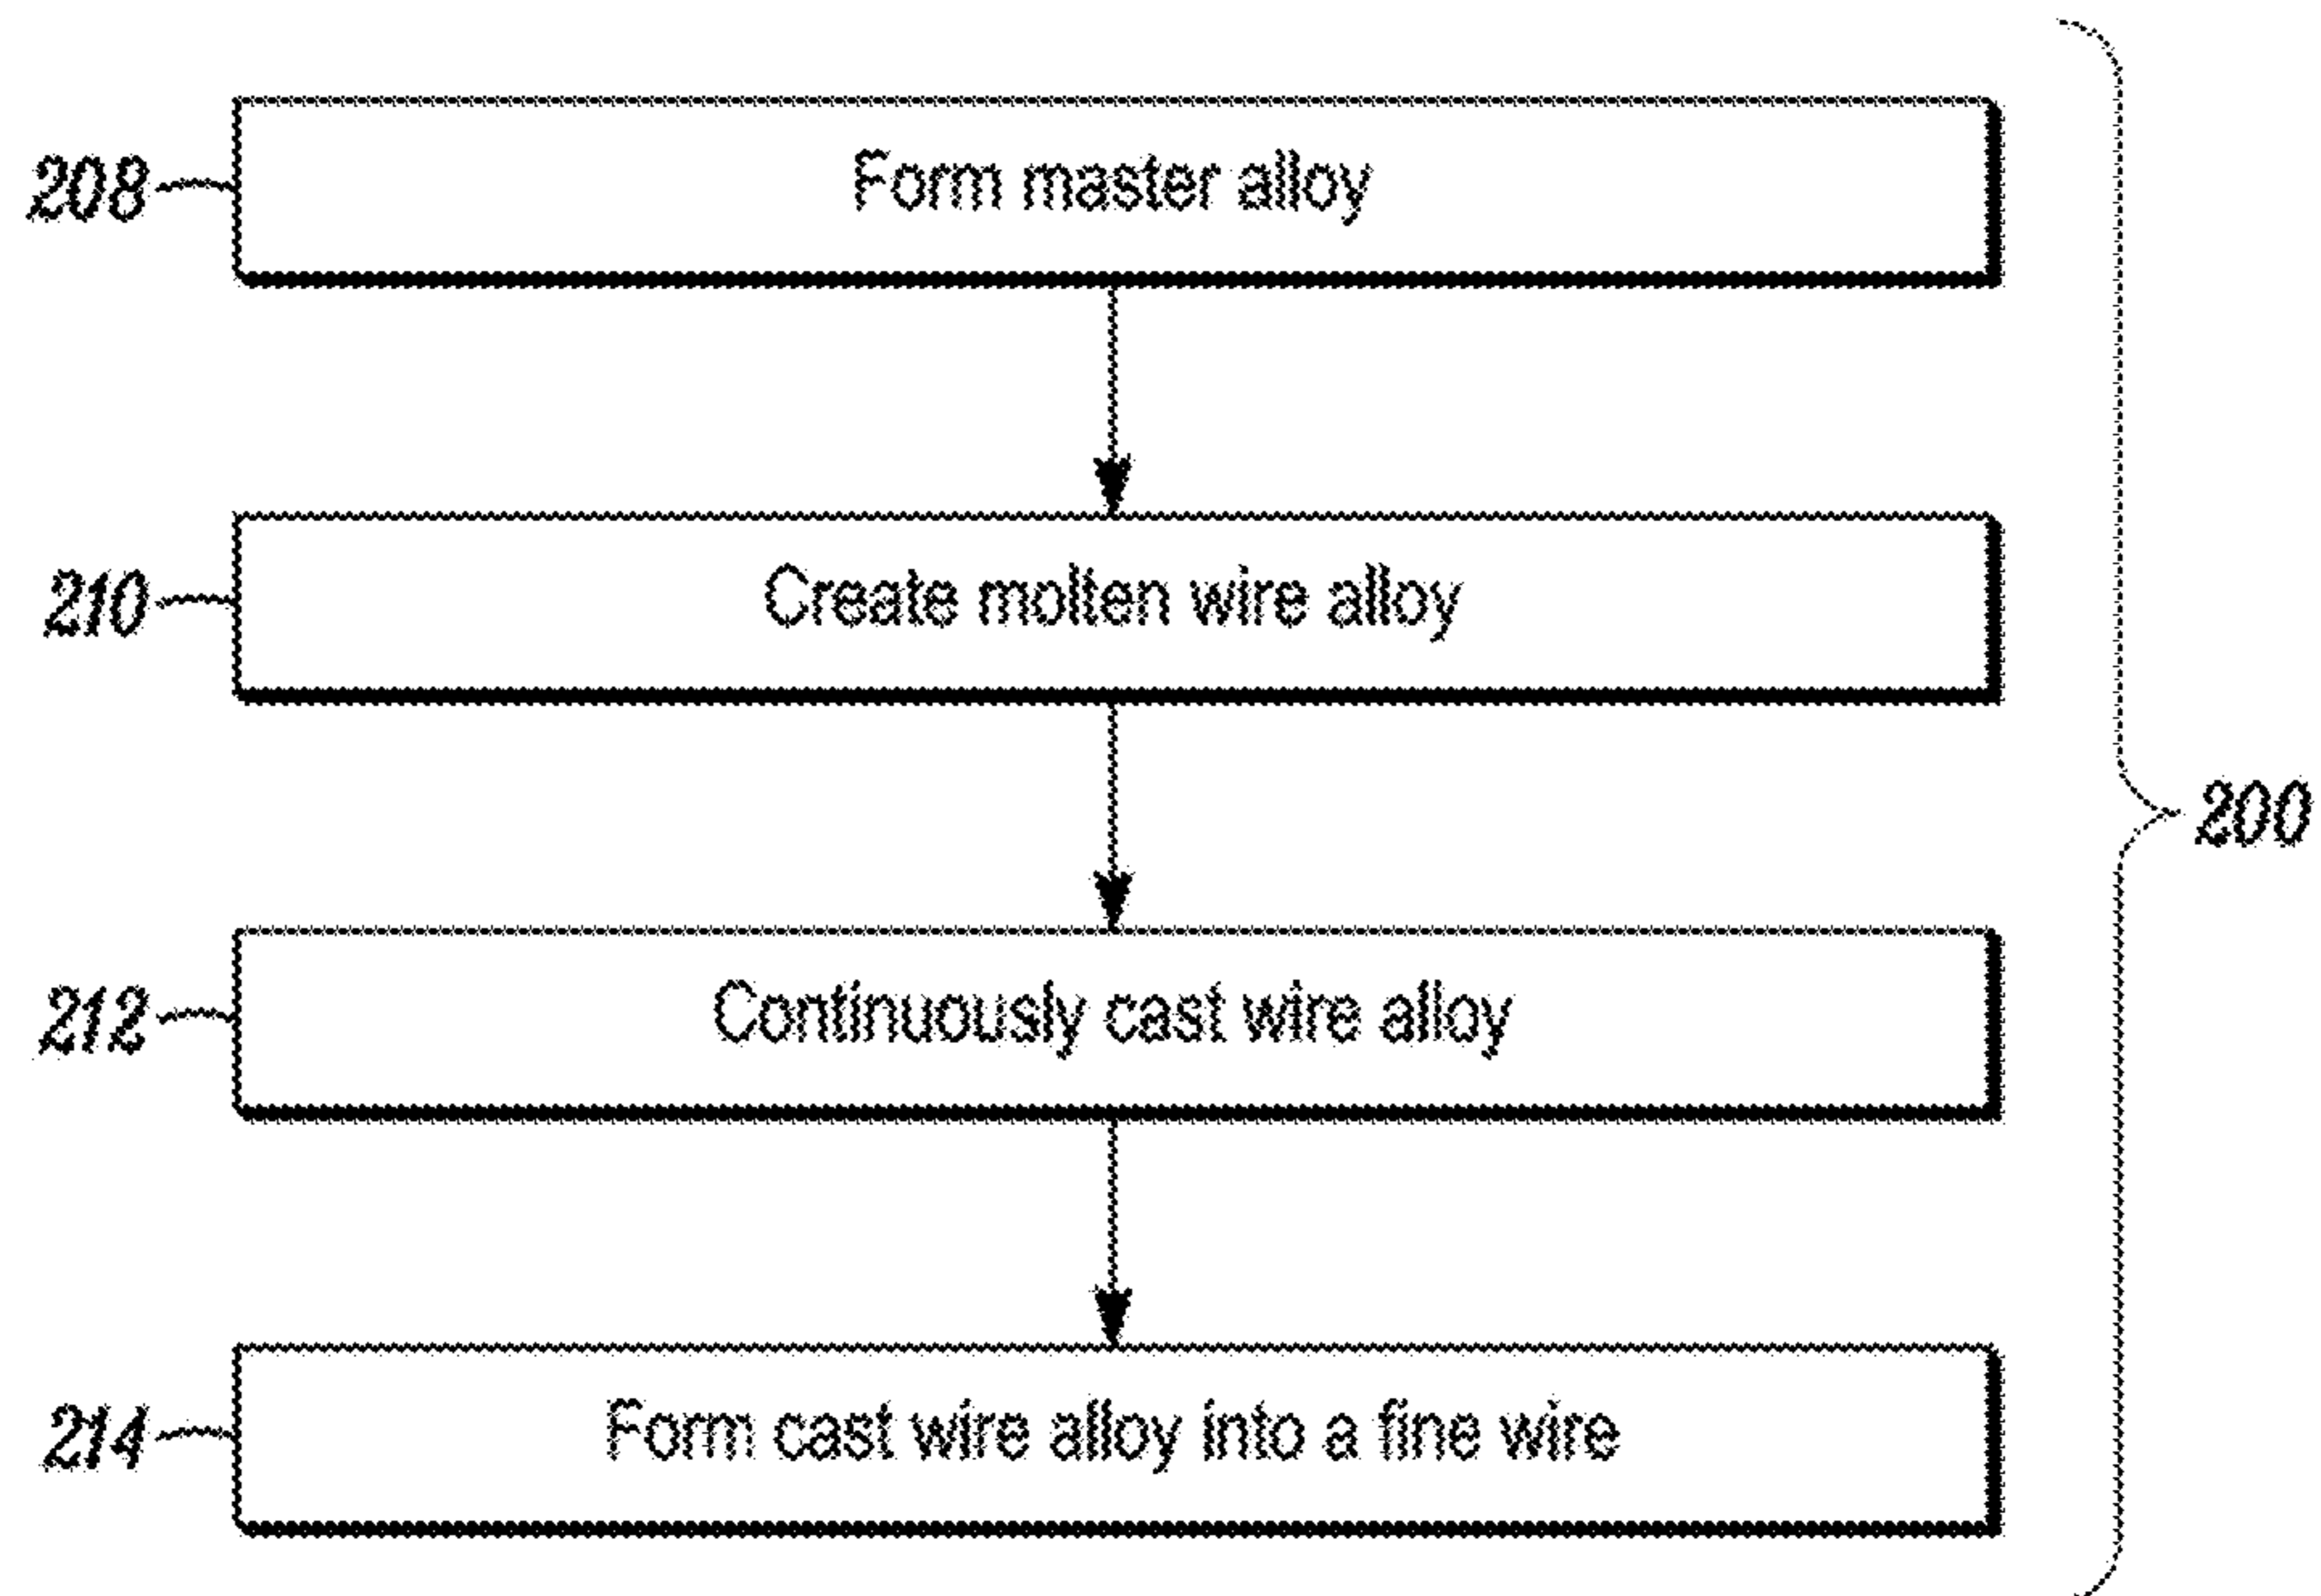 208 Form master alloy
210 Create molten wire alloy
200
212 Continuously cast wire alloy
214 Form cast wire alloy into a fine wire